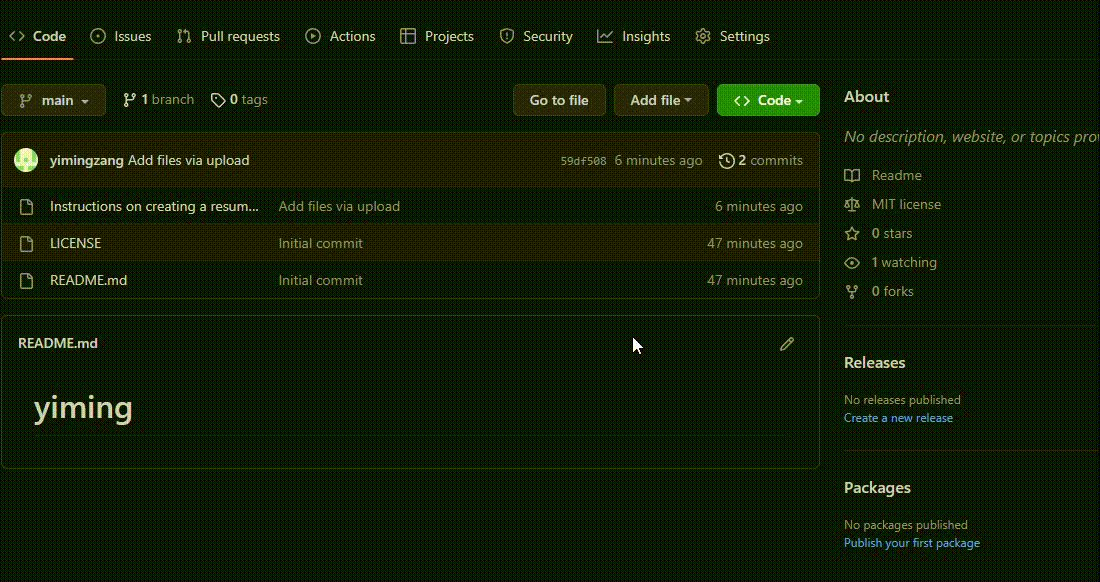 Code Issues Pull requests Actions Projects Security Insights Settings
main 1 branch 0 tags Go to file Add file Code
yimingzang Add files via upload 59df508 6 minutes ago 2 commits
Instructions on creating a resum... Add files via upload 6 minutes ago
LICENSE Initial commit 47 minutes ago
README.md Initial commit 47 minutes ago
README.md
yiming
About
No description, website, or topics prov
Readme
MIT license
0 stars
1 watching
0 forks
Releases
No releases published
Create a new release
Packages
No packages published
Publish your first package